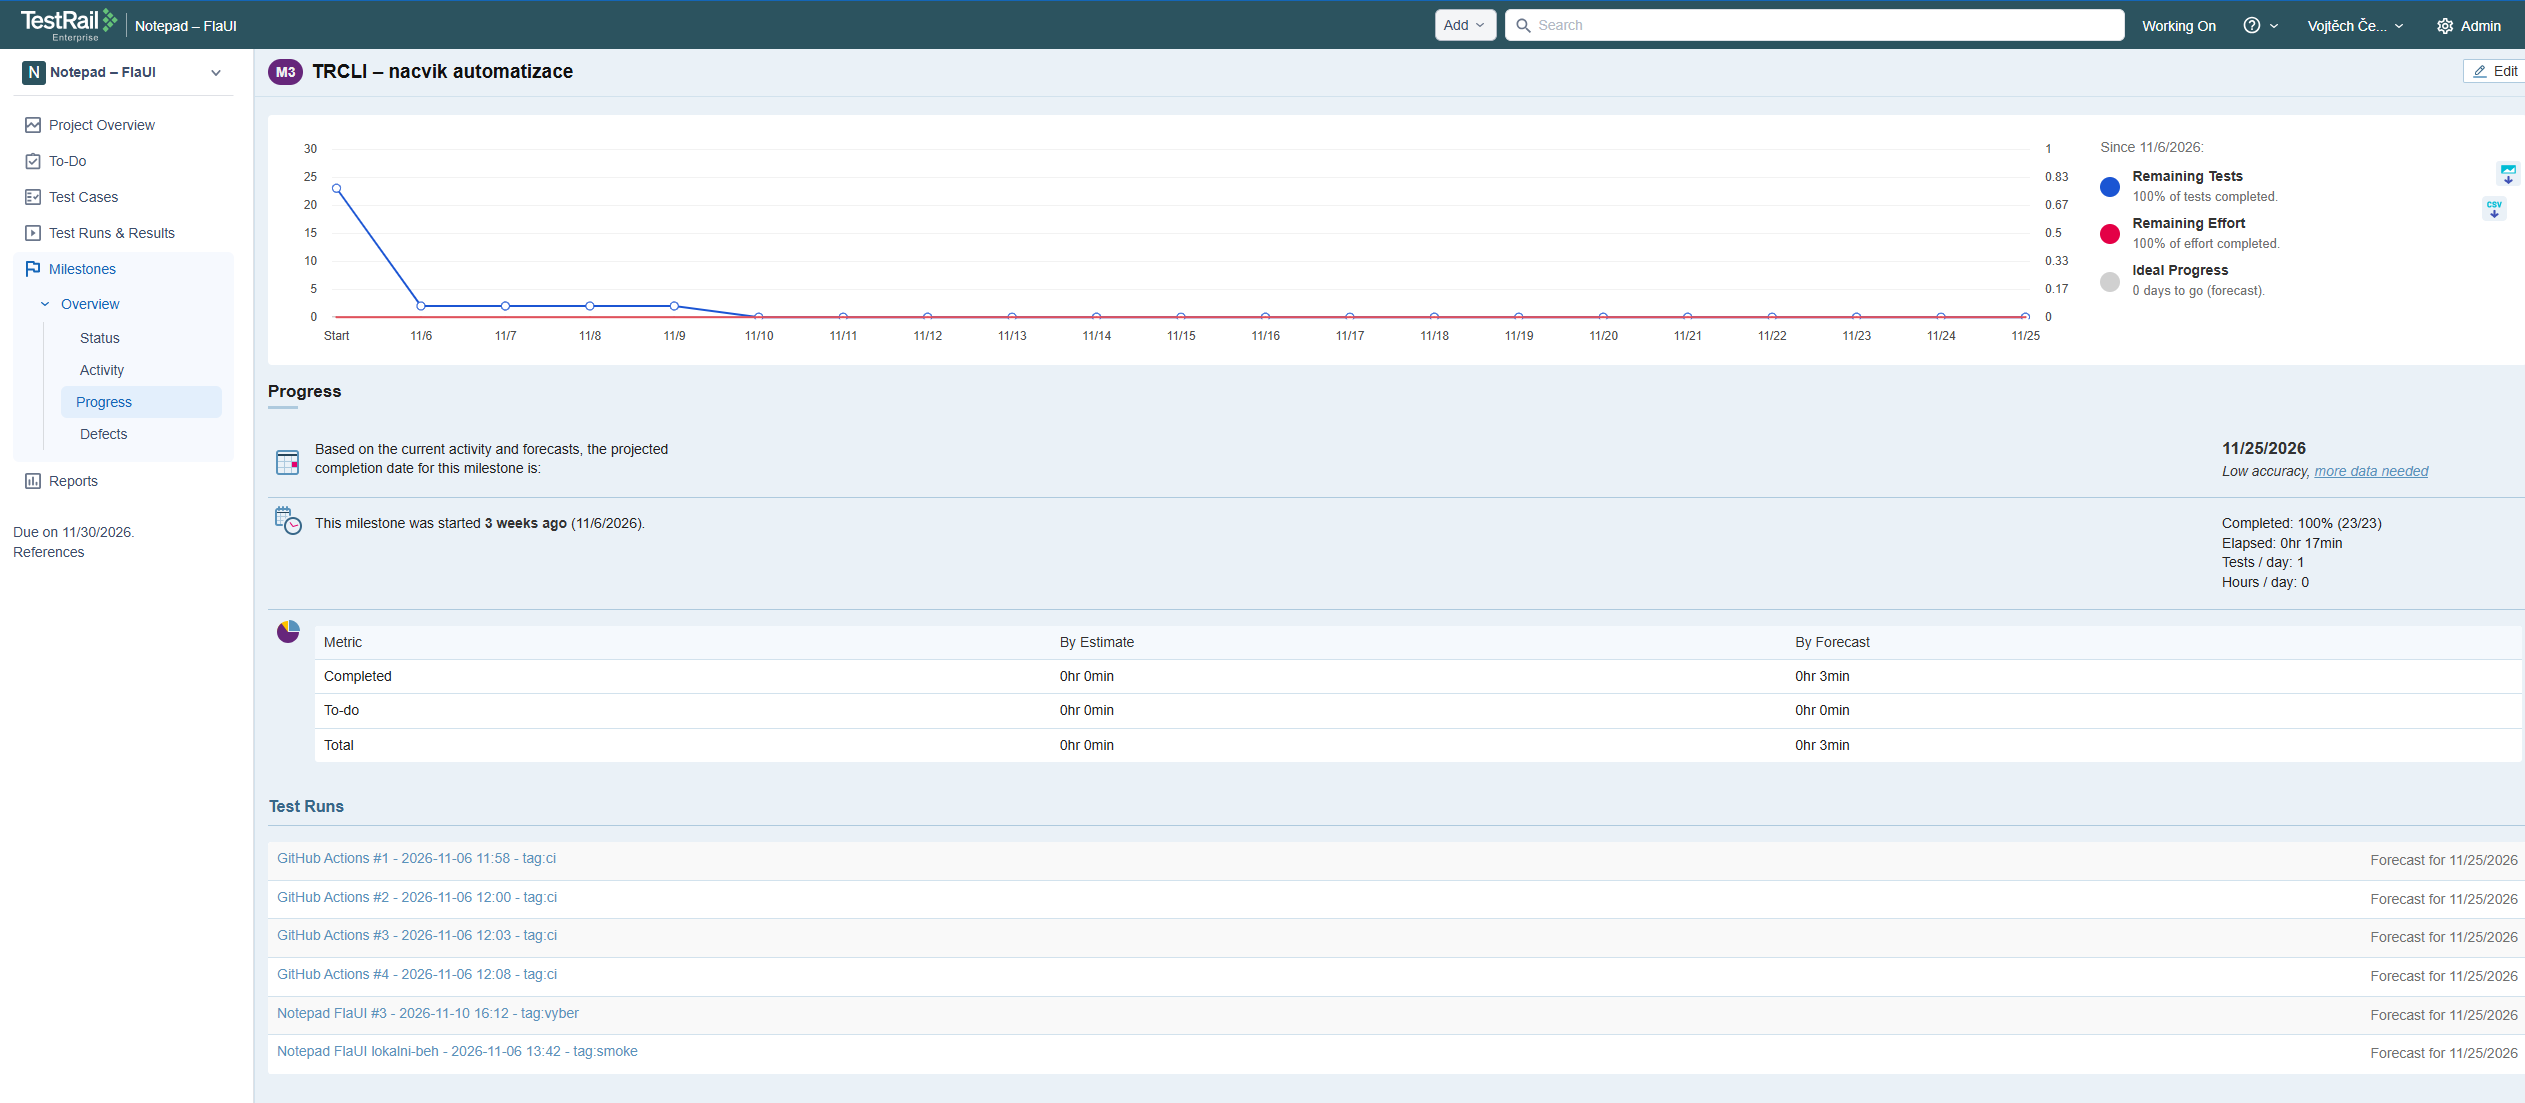 TestRail
Enterprise
Notepad – FlaUI
Add
Search
Working On
Vojtěch Če...
Admin
N Notepad – FlaUI
Project Overview
To-Do
Test Cases
Test Runs & Results
Milestones
Overview
Status
Activity
Progress
Defects
Reports
Due on 11/30/2026.
References
M3 TRCLI – nacvik automatizace
Edit
30
25
20
15
10
5
0
1
0.83
0.67
0.5
0.33
0.17
0
Start 11/6 11/7 11/8 11/9 11/10 11/11 11/12 11/13 11/14 11/15 11/16 11/17 11/18 11/19 11/20 11/21 11/22 11/23 11/24 11/25
Since 11/6/2026:
Remaining Tests
100% of tests completed.
Remaining Effort
100% of effort completed.
Ideal Progress
0 days to go (forecast).
CSV
Progress
Based on the current activity and forecasts, the projected
completion date for this milestone is:
11/25/2026
Low accuracy, more data needed
This milestone was started 3 weeks ago (11/6/2026).
Completed: 100% (23/23)
Elapsed: 0hr 17min
Tests / day: 1
Hours / day: 0
Metric By Estimate By Forecast
Completed 0hr 0min 0hr 3min
To-do 0hr 0min 0hr 0min
Total 0hr 0min 0hr 3min
Test Runs
GitHub Actions #1 - 2026-11-06 11:58 - tag:ci Forecast for 11/25/2026
GitHub Actions #2 - 2026-11-06 12:00 - tag:ci Forecast for 11/25/2026
GitHub Actions #3 - 2026-11-06 12:03 - tag:ci Forecast for 11/25/2026
GitHub Actions #4 - 2026-11-06 12:08 - tag:ci Forecast for 11/25/2026
Notepad FlaUI #3 - 2026-11-10 16:12 - tag:vyber Forecast for 11/25/2026
Notepad FlaUI lokalni-beh - 2026-11-06 13:42 - tag:smoke Forecast for 11/25/2026